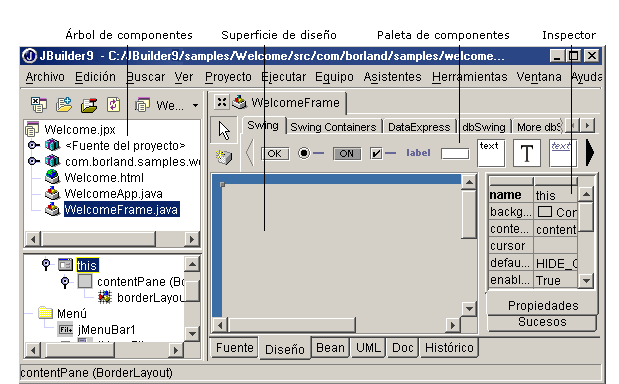 Árbol de componentes
Superficie de diseño
Paleta de componentes
Inspector
JBuilder9 - C:/JBuilder9/samples/Welcome/src/com/borland/samples/welcome...
Archivo Edición Buscar Ver Proyecto Ejecutar Equipo Asistentes Herramientas Ventana Ayuda
We...
WelcomeFrame
Welcome.jpx
<Fuente del proyecto>
com.borland.samples.we
Welcome.html
WelcomeApp.java
WelcomeFrame.java
Swing
Swing Containers
DataExpress
dbSwing
More dbS
OK
ON
label
text
T
text
this
contentPane (Bo
borderLayou
Menú
File
jMenuBar1
name this
backg... Con
conte... content
cursor
defau... HIDE_C
enabl... True
Propiedades
Sucesos
Fuente
Diseño
Bean
UML
Doc
Histórico
contentPane (BorderLayout)